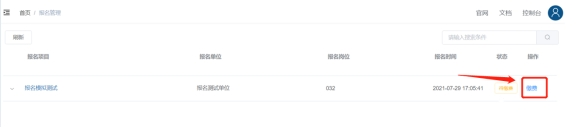 首页 / 报名管理
官网 文档 控制台
刷新
请输入搜索条件
报名项目 报名单位 报名岗位 报名时间 状态 操作
报名模拟测试 报名测试单位 032 2021-07-29 17:05:41 待缴费 缴费